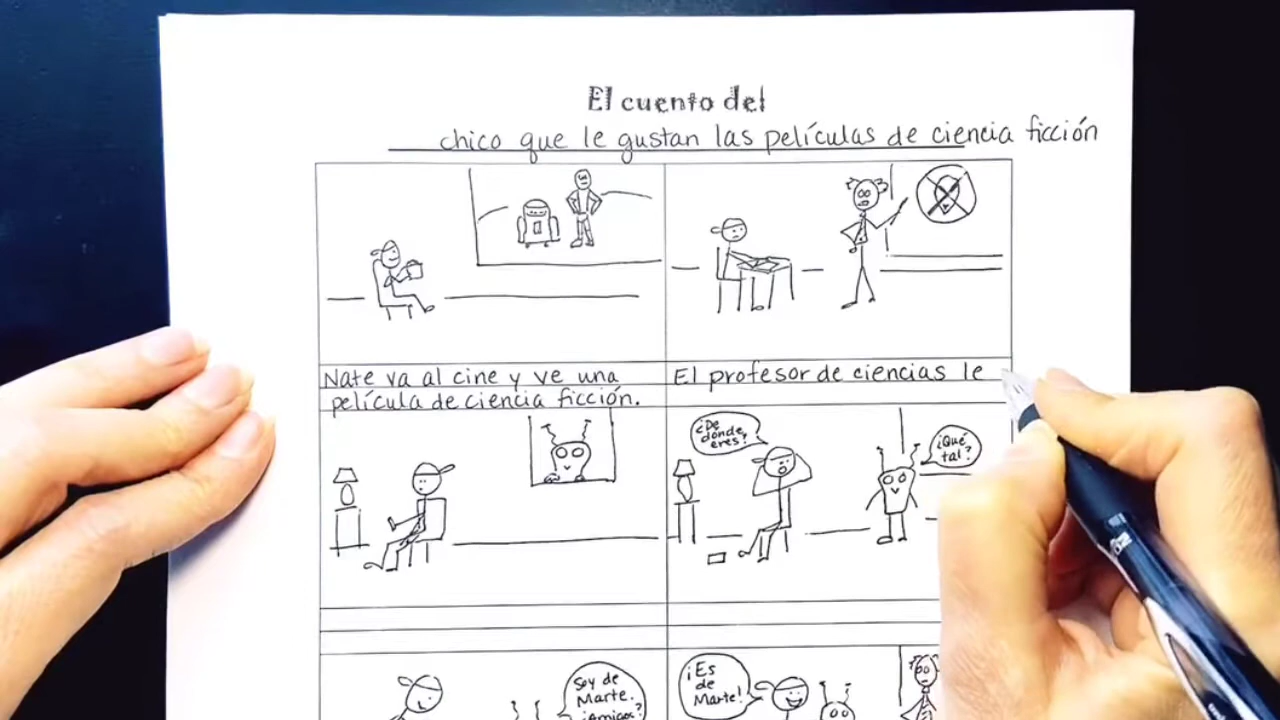 El cuento del
chico que le gustan las películas de ciencia ficción
Nate va al cine y ve una
película de ciencia ficción.
El profesor de ciencias le
¿De
dónde
eres?
¿Qué
tal?
Soy de
Marte.
¿Amigos?
¡Es
de
Marte!